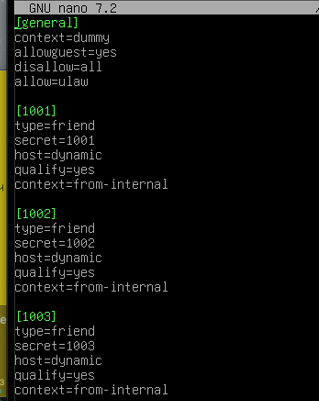 GNU nano 7.2
[general]
context=dummy
allowguest=yes
disallow=all
allow=ulaw
[1001]
type=friend
secret=1001
host=dynamic
qualify=yes
context=from-internal
[1002]
type=friend
secret=1002
host=dynamic
qualify=yes
context=from-internal
[1003]
type=friend
secret=1003
host=dynamic
qualify=yes
context=from-internal